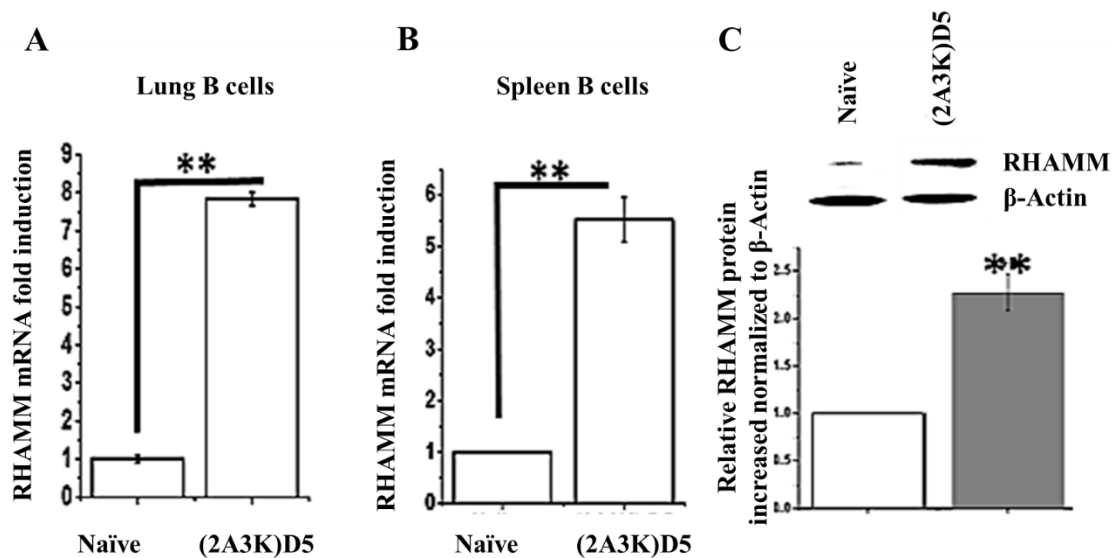 A
Lung B cells
RHAMM mRNA fold induction
9
8
7
6
5
4
3
2
1
0
**
Naïve (2A3K)D5
B
Spleen B cells
RHAMM mRNA fold induction
6
5
4
3
2
1
0
**
Naïve (2A3K)D5
C
Naïve
(2A3K)D5
RHAMM
β-Actin
Relative RHAMM protein
increased normalized to β-Actin
2.5
2.0
1.5
1.0
0.5
0.0
**